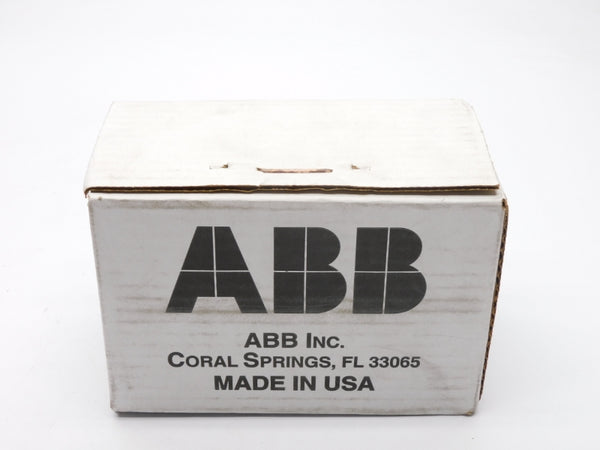 ABB
ABB INC.
CORAL SPRINGS, FL 33065
MADE IN USA